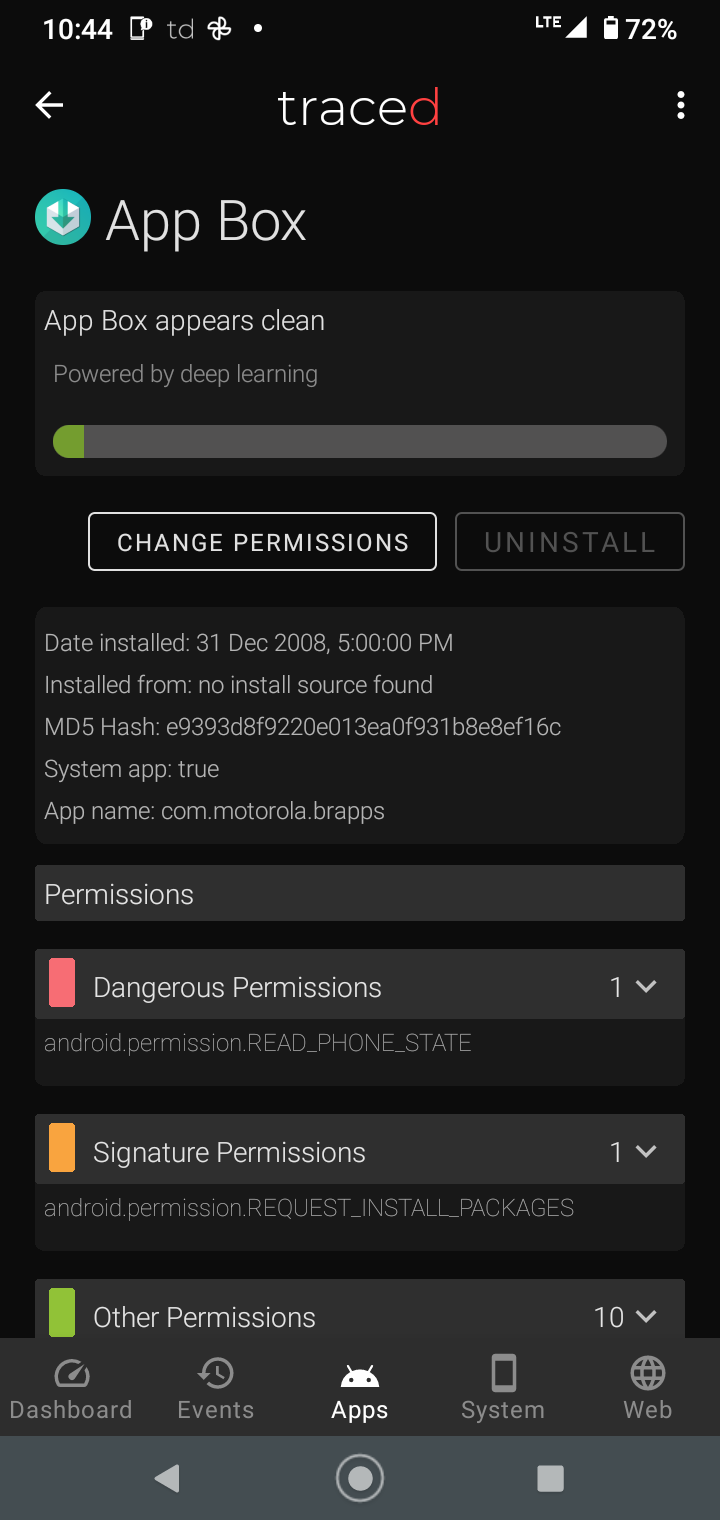 10:44 td LTE 72%
traced
App Box
App Box appears clean
Powered by deep learning
CHANGE PERMISSIONS UNINSTALL
Date installed: 31 Dec 2008, 5:00:00 PM
Installed from: no install source found
MD5 Hash: e9393d8f9220e013ea0f931b8e8ef16c
System app: true
App name: com.motorola.brapps
Permissions
Dangerous Permissions 1
android.permission.READ_PHONE_STATE
Signature Permissions 1
android.permission.REQUEST_INSTALL_PACKAGES
Other Permissions 10
Dashboard Events Apps System Web